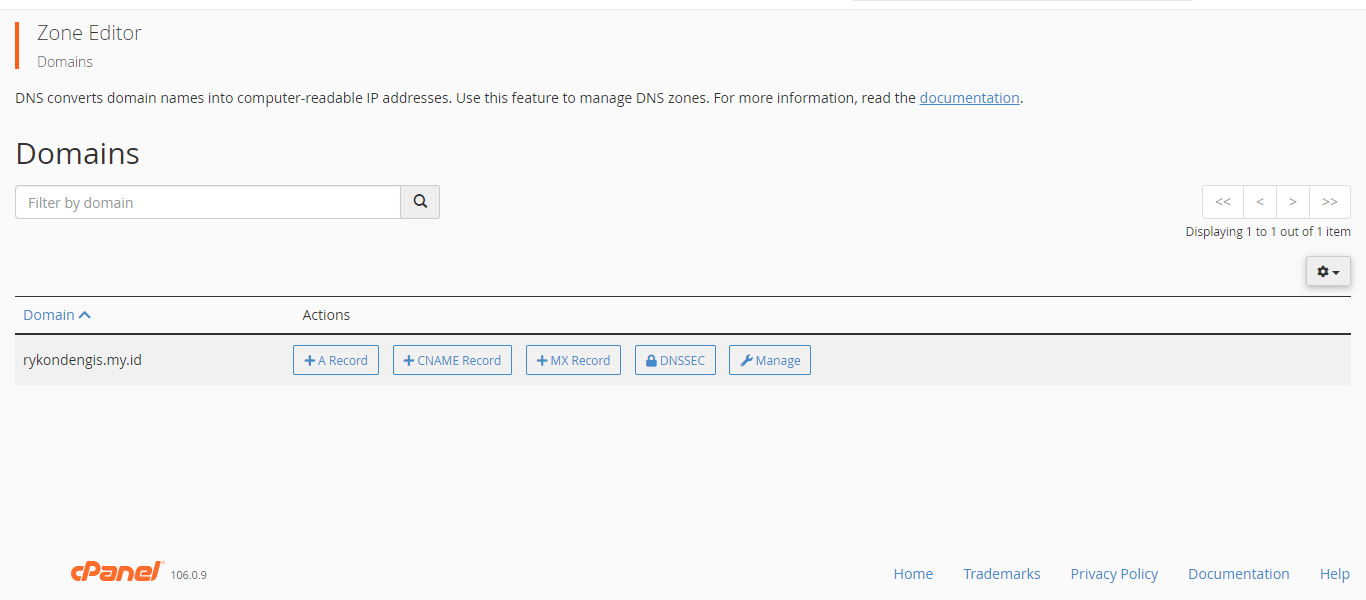 Zone Editor
Domains
DNS converts domain names into computer-readable IP addresses. Use this feature to manage DNS zones. For more information, read the documentation.
Domains
Filter by domain
<< < > >>
Displaying 1 to 1 out of 1 item
Domain Actions
rykondengis.my.id A Record CNAME Record MX Record DNSSEC Manage
cPanel 106.0.9 Home Trademarks Privacy Policy Documentation Help